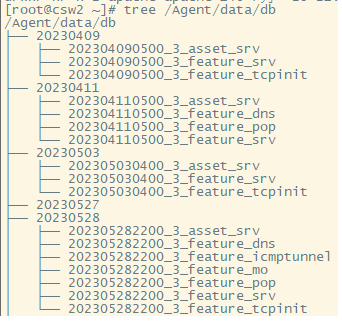 [root@csw2 ~]# tree /Agent/data/db
/Agent/data/db
├── 20230409
│   ├── 202304090500_3_asset_srv
│   ├── 202304090500_3_feature_srv
│   └── 202304090500_3_feature_tcpinit
├── 20230411
│   ├── 202304110500_3_asset_srv
│   ├── 202304110500_3_feature_dns
│   ├── 202304110500_3_feature_pop
│   └── 202304110500_3_feature_srv
├── 20230503
│   ├── 202305030400_3_asset_srv
│   ├── 202305030400_3_feature_srv
│   └── 202305030400_3_feature_tcpinit
├── 20230527
├── 20230528
│   ├── 202305282200_3_asset_srv
│   ├── 202305282200_3_feature_dns
│   ├── 202305282200_3_feature_icmptunnel
│   ├── 202305282200_3_feature_mo
│   ├── 202305282200_3_feature_pop
│   ├── 202305282200_3_feature_srv
│   └── 202305282200_3_feature_tcpinit